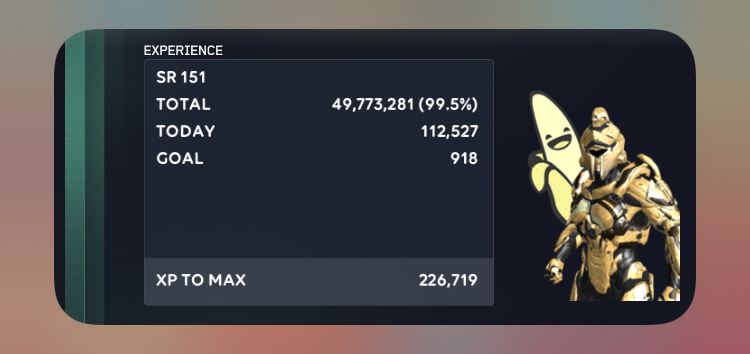 EXPERIENCE
SR 151
TOTAL 49,773,281 (99.5%)
TODAY 112,527
GOAL 918
XP TO MAX 226,719